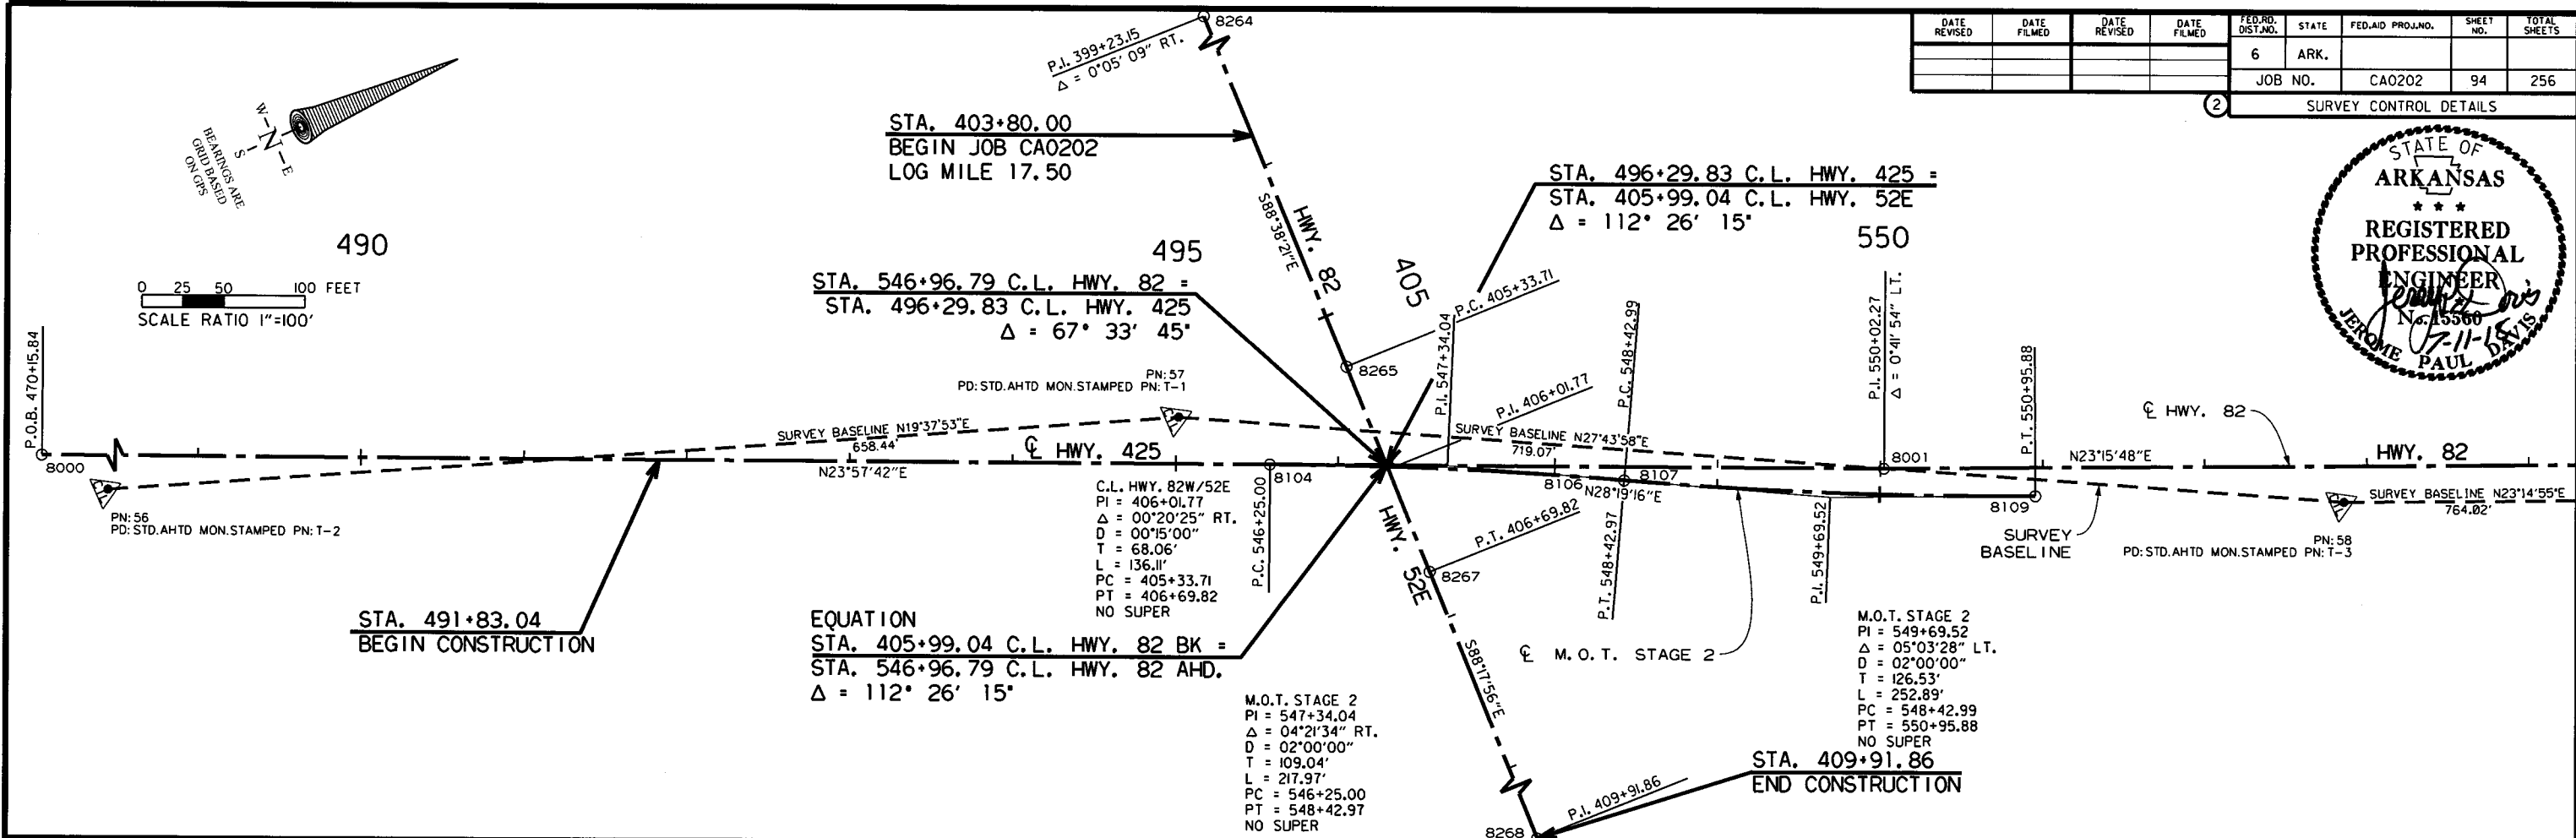 DATE REVISED
DATE FILMED
DATE REVISED
DATE FILMED
FED.RD. DIST.NO.
STATE
FED.AID PROJ.NO.
SHEET NO.
TOTAL SHEETS
6
ARK.
JOB NO.
CA0202
94
256
2
SURVEY CONTROL DETAILS
STATE OF
ARKANSAS
* * *
REGISTERED
PROFESSIONAL
ENGINEER
No. 13560
JEROME PAUL DAVIS
W
N
S
E
BEARINGS ARE
GRID BASED
ON GPS
0 25 50 100 FEET
SCALE RATIO 1"=100'
490
495
405
550
8264
P.I. 399+23.15
Δ = 0°05' 09" RT.
STA. 403+80.00
BEGIN JOB CA0202
LOG MILE 17.50
S88°38'21"E
HWY. 82
STA. 496+29.83 C.L. HWY. 425 =
STA. 405+99.04 C.L. HWY. 52E
Δ = 112° 26' 15"
STA. 546+96.79 C.L. HWY. 82 =
STA. 496+29.83 C.L. HWY. 425
Δ = 67° 33' 45"
P.C. 405+33.71
8265
P.I. 547+34.04
P.I. 406+01.77
P.C. 548+42.99
P.I. 550+02.27
Δ = 0°41' 54" LT.
P.T. 550+95.88
P.O.B. 470+15.84
8000
PN: 56
PD: STD.AHTD MON.STAMPED PN: T-2
PN: 57
PD: STD.AHTD MON.STAMPED PN: T-1
SURVEY BASELINE N19°37'53"E
658.44'
℄ HWY. 425
N23°57'42"E
8104
P.C. 546+25.00
SURVEY BASELINE N27°43'58"E
719.07'
8106
8107
N28°19'16"E
8001
8109
N23°15'48"E
℄ HWY. 82
HWY. 82
SURVEY BASELINE N23°14'55"E
764.02'
PN: 58
PD: STD.AHTD MON.STAMPED PN: T-3
SURVEY
BASELINE
P.T. 548+42.97
P.I. 549+69.52
P.T. 406+69.82
8267
HWY. 52E
S88°17'56"E
℄ M.O.T. STAGE 2
C.L. HWY. 82W/52E
PI = 406+01.77
Δ = 00°20'25" RT.
D = 00°15'00"
T = 68.06'
L = 136.11'
PC = 405+33.71
PT = 406+69.82
NO SUPER
STA. 491+83.04
BEGIN CONSTRUCTION
EQUATION
STA. 405+99.04 C.L. HWY. 82 BK =
STA. 546+96.79 C.L. HWY. 82 AHD.
Δ = 112° 26' 15"
M.O.T. STAGE 2
PI = 547+34.04
Δ = 04°21'34" RT.
D = 02°00'00"
T = 109.04'
L = 217.97'
PC = 546+25.00
PT = 548+42.97
NO SUPER
M.O.T. STAGE 2
PI = 549+69.52
Δ = 05°03'28" LT.
D = 02°00'00"
T = 126.53'
L = 252.89'
PC = 548+42.99
PT = 550+95.88
NO SUPER
STA. 409+91.86
END CONSTRUCTION
P.I. 409+91.86
8268